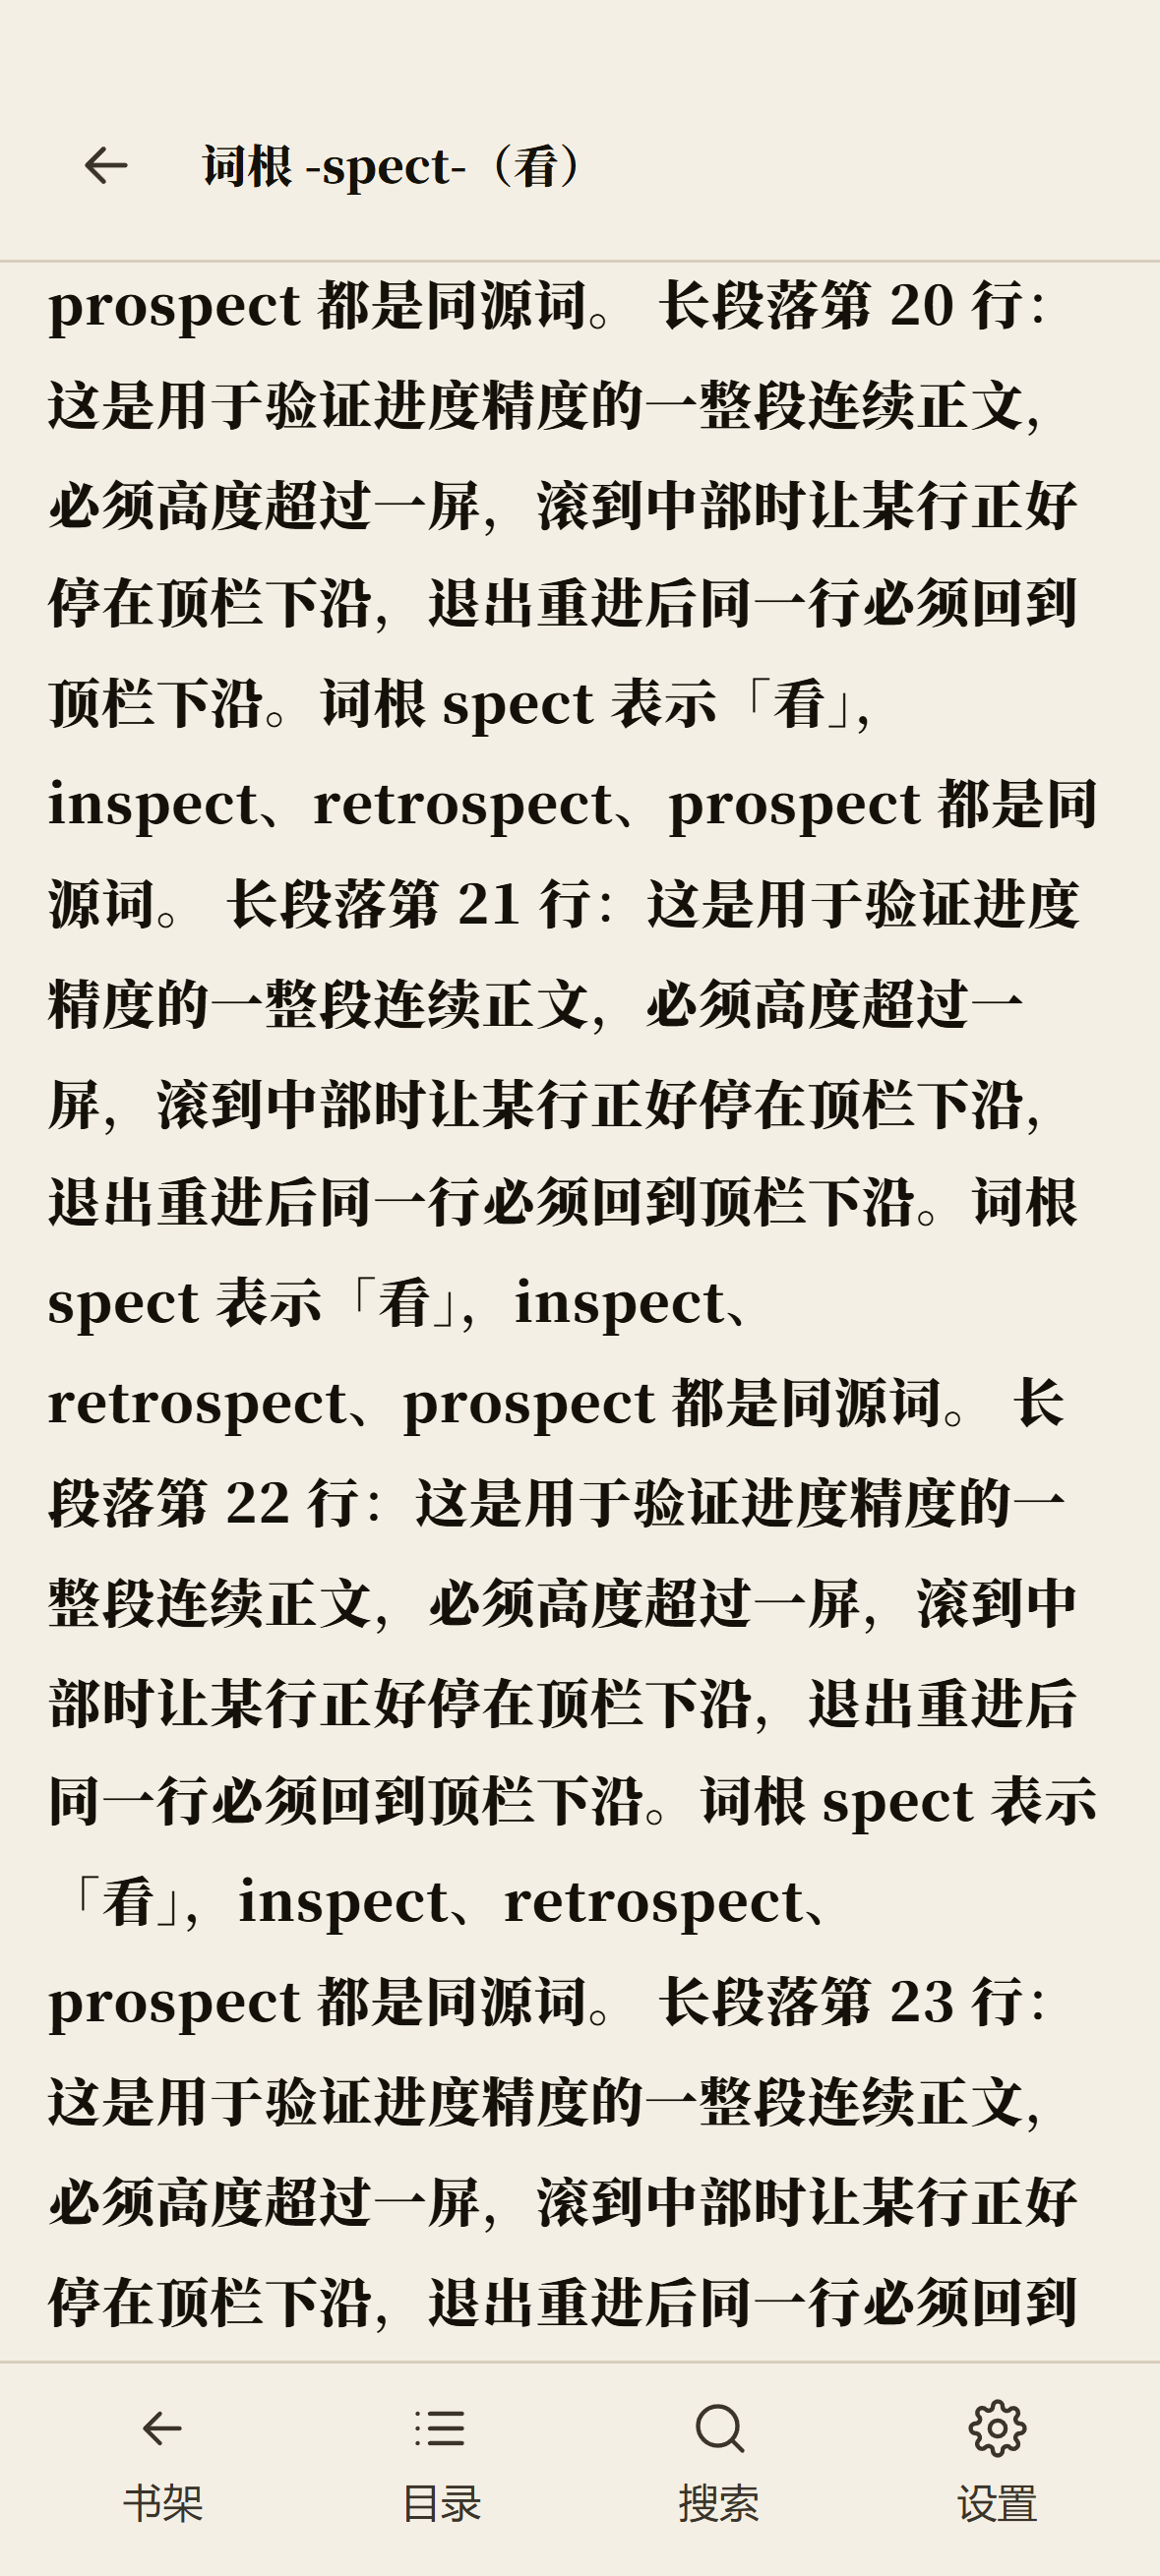 词根 -spect-（看）
prospect 都是同源词。 长段落第 20 行：
这是用于验证进度精度的一整段连续正文，
必须高度超过一屏，滚到中部时让某行正好
停在顶栏下沿，退出重进后同一行必须回到
顶栏下沿。词根 spect 表示「看」，
inspect、retrospect、prospect 都是同
源词。 长段落第 21 行：这是用于验证进度
精度的一整段连续正文，必须高度超过一
屏，滚到中部时让某行正好停在顶栏下沿，
退出重进后同一行必须回到顶栏下沿。词根
spect 表示「看」，inspect、
retrospect、prospect 都是同源词。 长
段落第 22 行：这是用于验证进度精度的一
整段连续正文，必须高度超过一屏，滚到中
部时让某行正好停在顶栏下沿，退出重进后
同一行必须回到顶栏下沿。词根 spect 表示
「看」，inspect、retrospect、
prospect 都是同源词。 长段落第 23 行：
这是用于验证进度精度的一整段连续正文，
必须高度超过一屏，滚到中部时让某行正好
停在顶栏下沿，退出重进后同一行必须回到
书架 目录 搜索 设置